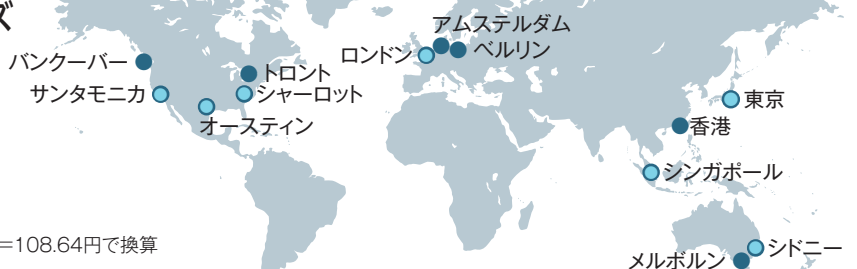 ズ
アムステルダム
ロンドン
ベルリン
バンクーバー
トロント
サンタモニカ
シャーロット
オースティン
東京
香港
シンガポール
=108.64円で換算
シドニー
メルボルン